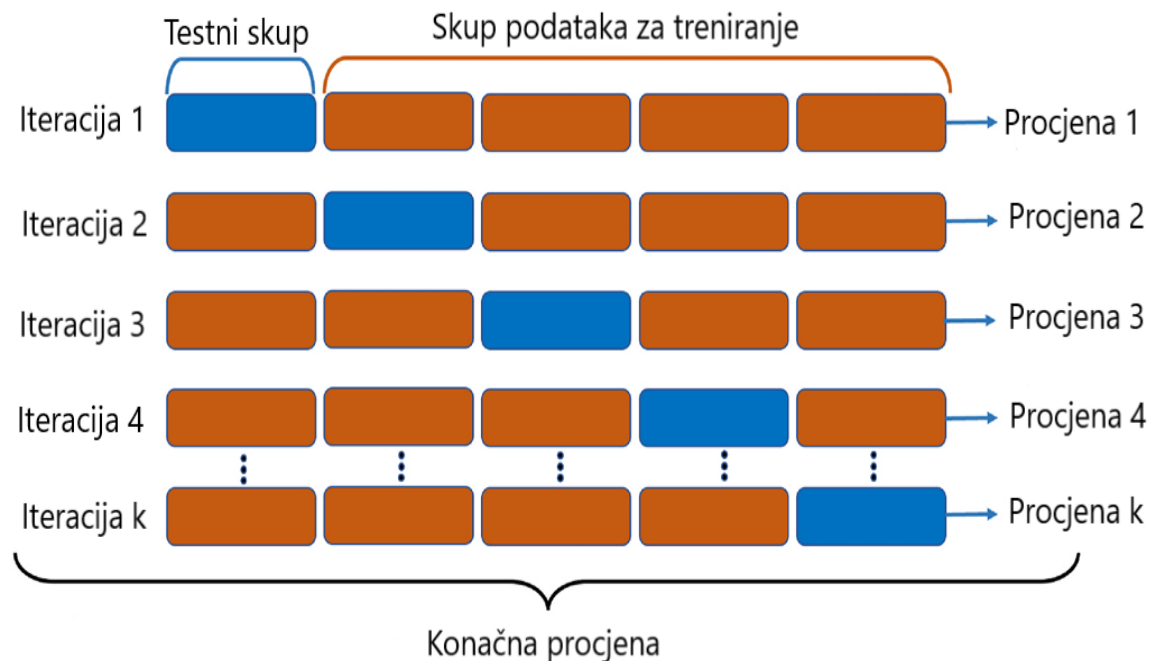 Testni skup
Skup podataka za treniranje
Iteracija 1
Procjena 1
Iteracija 2
Procjena 2
Iteracija 3
Procjena 3
Iteracija 4
Procjena 4
Iteracija k
Procjena k
Konačna procjena